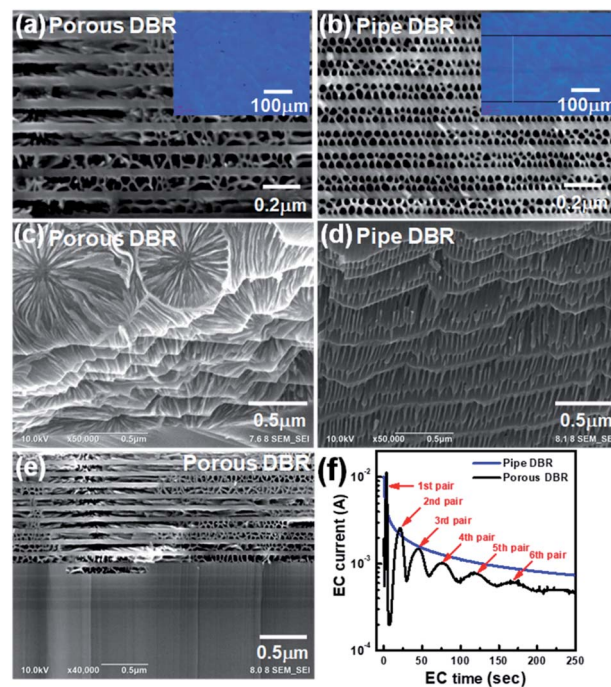 (a) Porous DBR
100μm
0.2μm
(b) Pipe DBR
100μm
0.2μm
(c) Porous DBR
0.5μm
10.0kV x50,000 0.5μm 7.6 8 SEM_SEI
(d) Pipe DBR
0.5μm
10.0kV x50,000 0.5μm 8.1 8 SEM_SEI
(e) Porous DBR
0.5μm
10.0kV x40,000 0.5μm 8.0 8 SEM_SEI
(f)
Pipe DBR
Porous DBR
1st pair
2nd pair
3rd pair
4th pair
5th pair
6th pair
EC current (A)
10-2
10-3
10-4
0 50 100 150 200 250
EC time (sec)